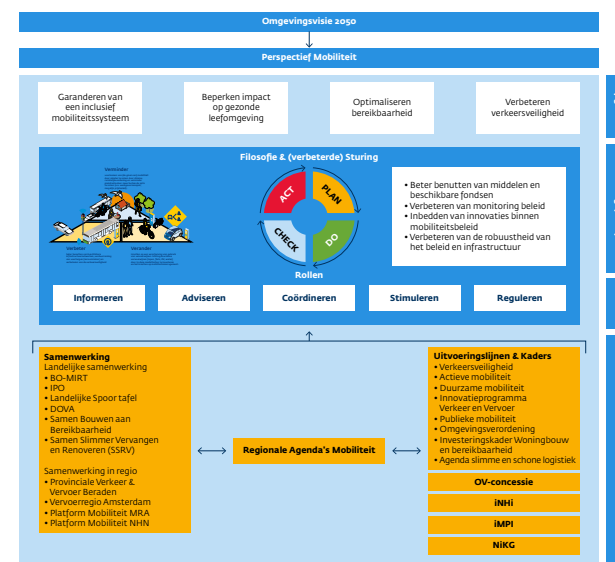 Omgevingsvisie 2050
Perspectief Mobiliteit
Garanderen van
een inclusief
mobiliteitssysteem
Beperken impact
op gezonde
leefomgeving
Optimaliseren
bereikbaarheid
Verbeteren
verkeersveiligheid
Filosofie & (verbeterde) Sturing
Verminder
Verbeter
Verander
ACT
PLAN
CHECK
DO
• Beter benutten van middelen en
beschikbare fondsen
• Verbeteren van monitoring beleid
• Inbedden van innovaties binnen
mobiliteitsbeleid
• Verbeteren van de robuustheid van
het beleid en infrastructuur
Rollen
Informeren
Adviseren
Coördineren
Stimuleren
Reguleren
Samenwerking
Landelijke samenwerking
• BO-MIRT
• IPO
• Landelijke Spoor tafel
• DOVA
• Samen Bouwen aan
Bereikbaarheid
• Samen Slimmer Vervangen
en Renoveren (SSRV)
Samenwerking in regio
• Provinciale Verkeer &
Vervoer Beraden
• Vervoerregio Amsterdam
• Platform Mobiliteit MRA
• Platform Mobiliteit NHN
Regionale Agenda's Mobiliteit
Uitvoeringslijnen & Kaders
• Verkeersveiligheid
• Actieve mobiliteit
• Duurzame mobiliteit
• Innovatieprogramma
Verkeer en Vervoer
• Publieke mobiliteit
• Omgevingsverordening
• Investeringskader Woningbouw
en bereikbaarheid
• Agenda slimme en schone logistiek
OV-concessie
iNHi
iMPI
NiKG